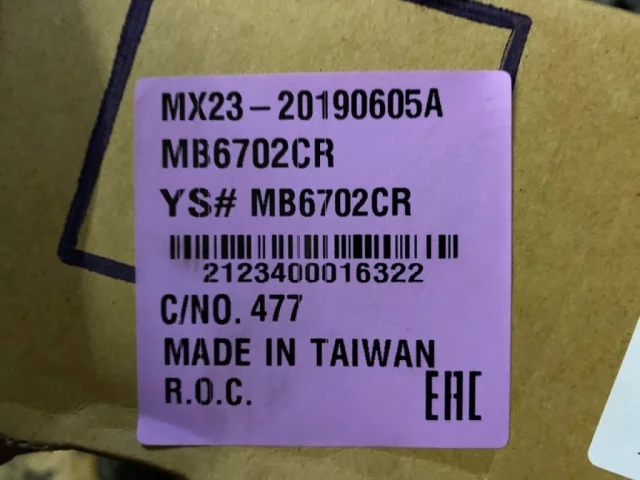 MX23-20190605A
MB6702CR
YS# MB6702CR
2123400016322
C/NO. 477
MADE IN TAIWAN
R.O.C.
EAC